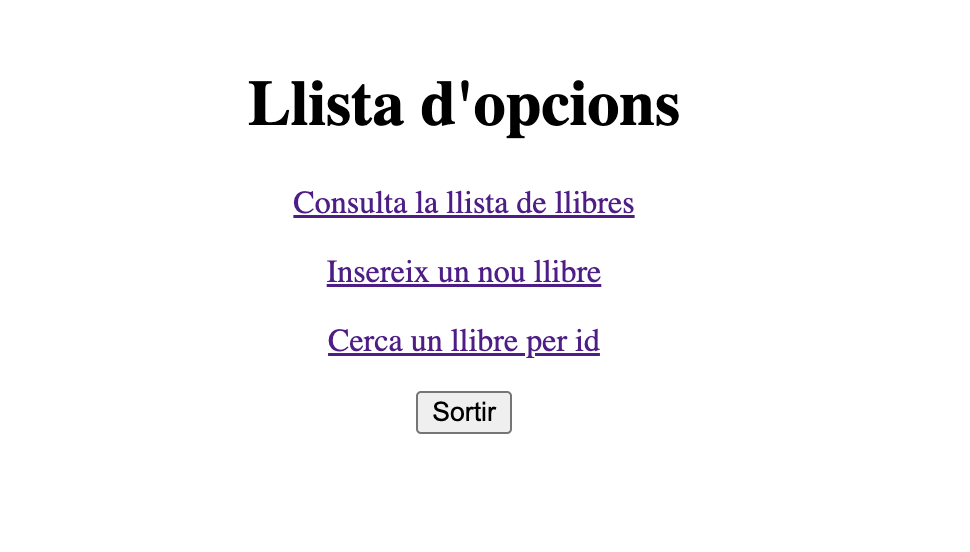 Llista d'opcions
Consulta la llista de llibres
Insereix un nou llibre
Cerca un llibre per id
Sortir